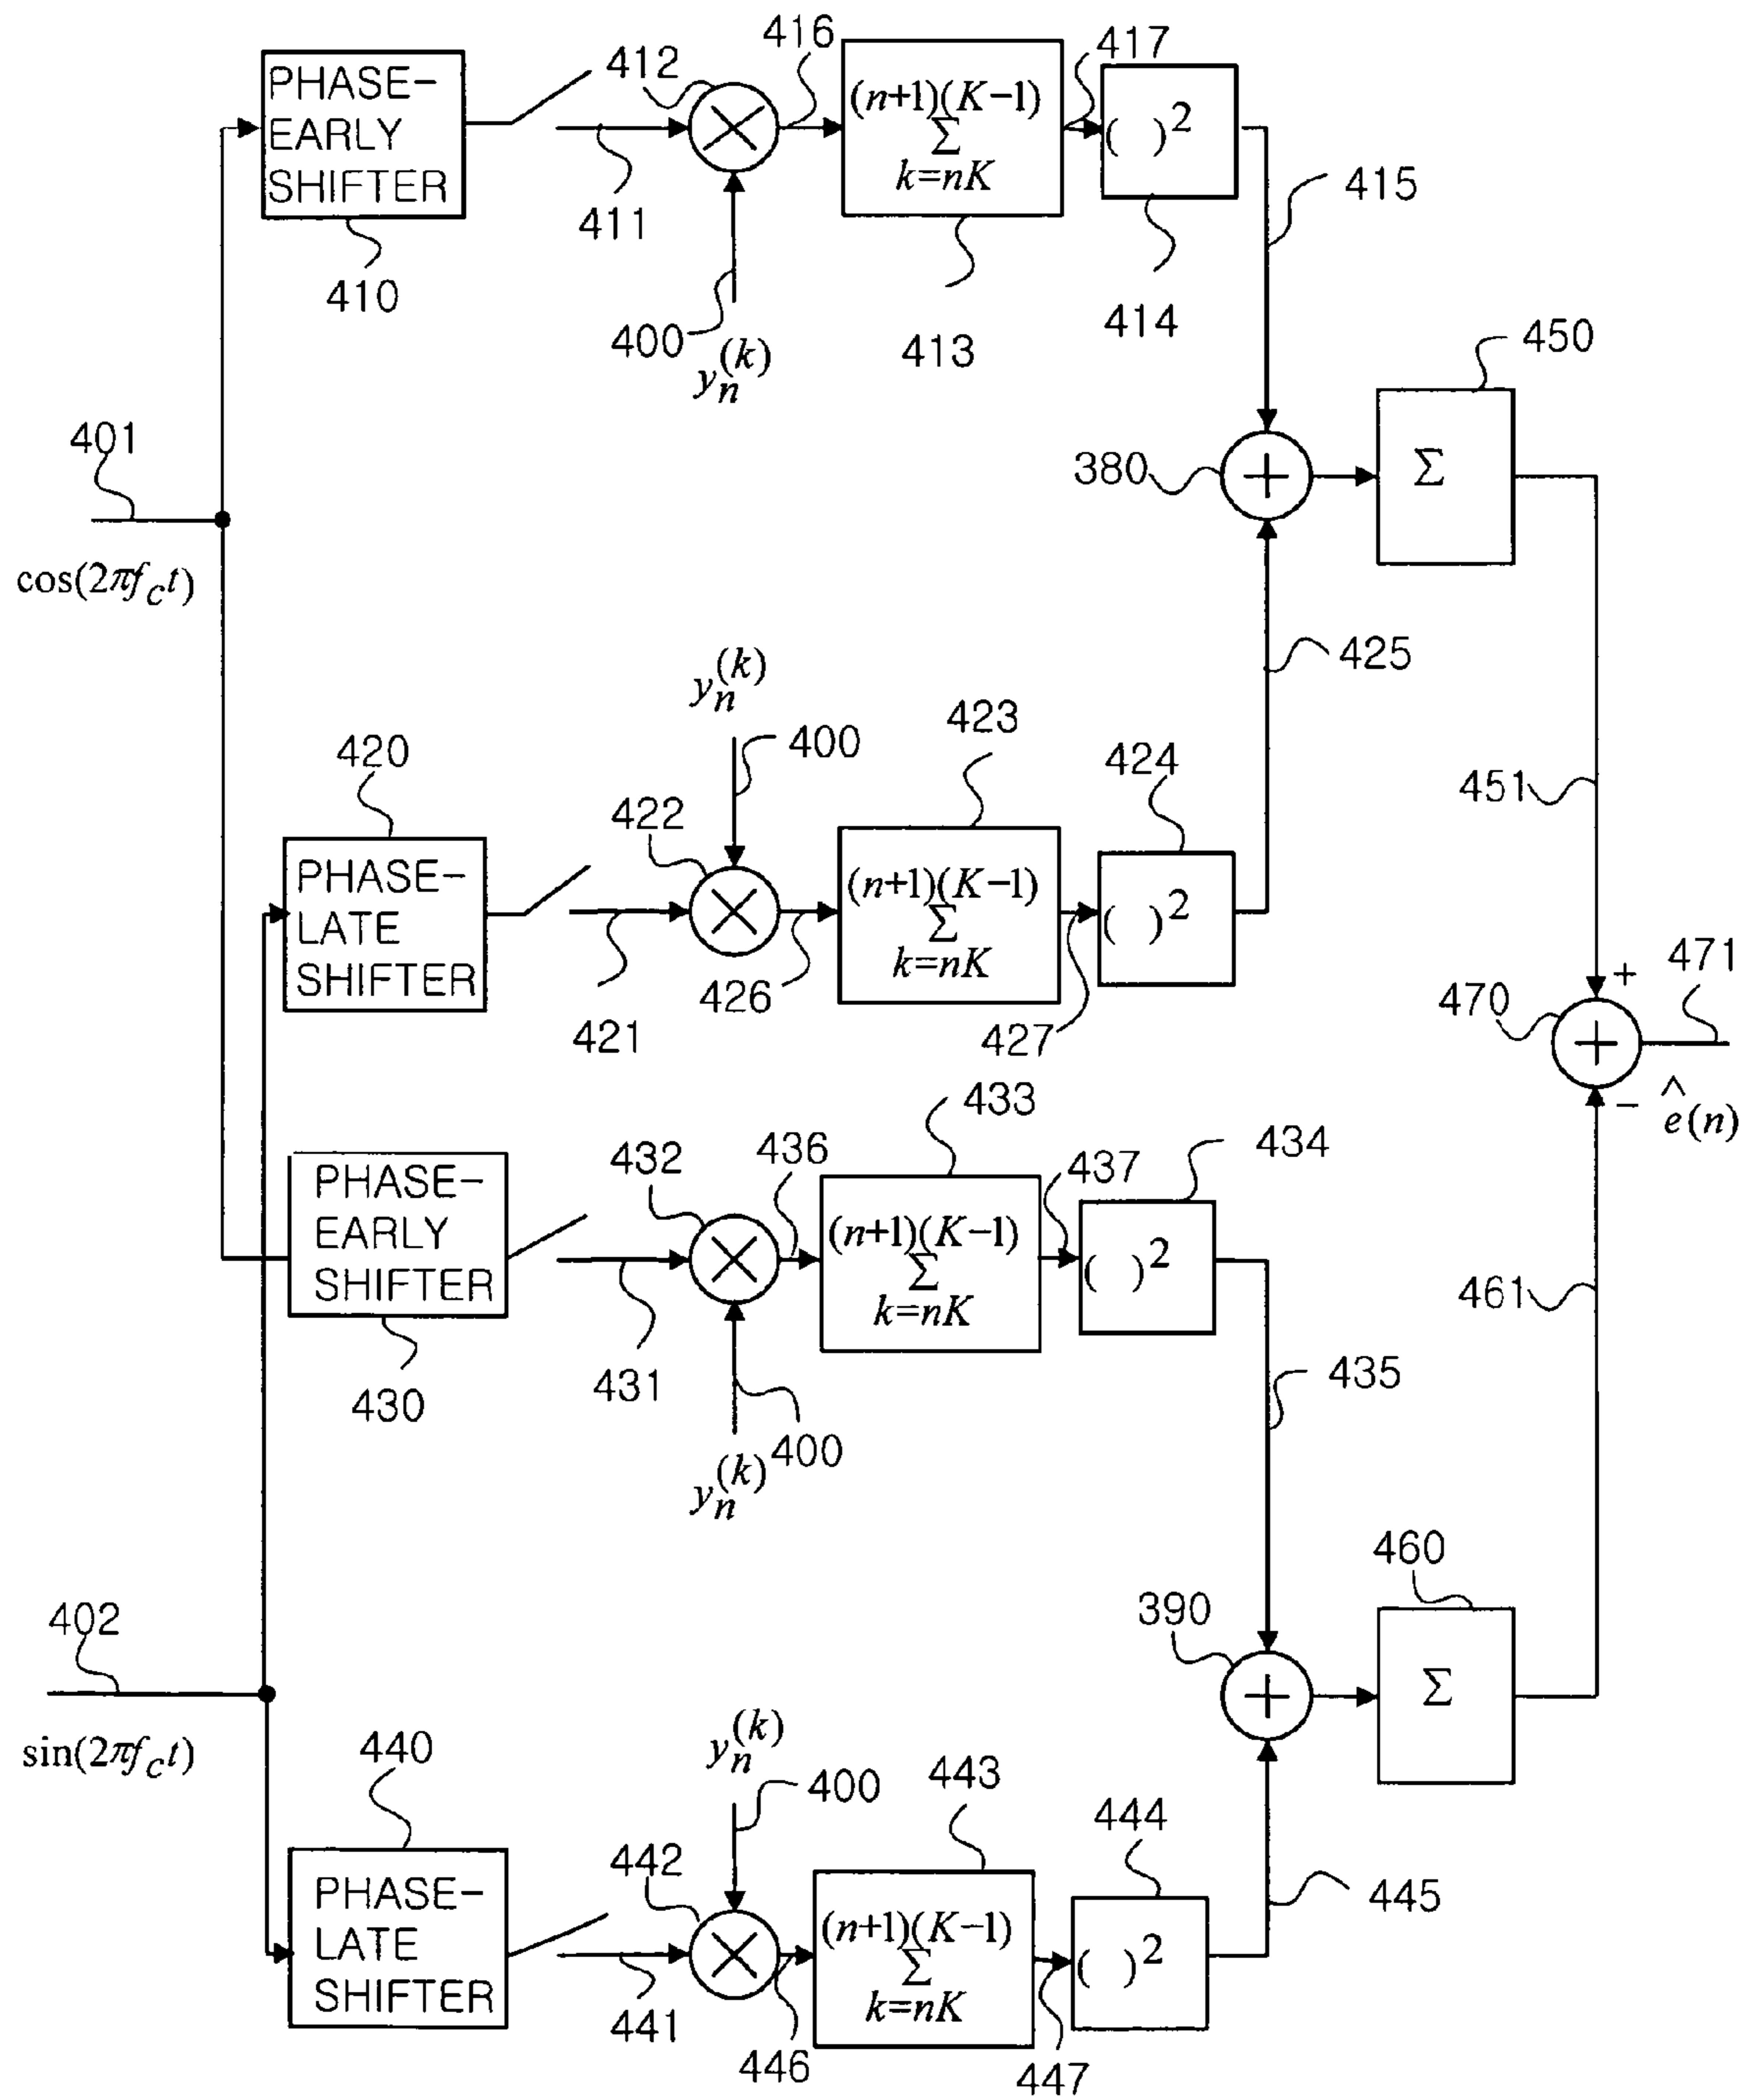 PHASE-
EARLY
SHIFTER
410
411
412
416
400
y_n^{(k)}
(n+1)(K-1)
Σ
k=nK
413
417
( )^2
414
415
401
cos(2πf_c t)
380
450
Σ
451
425
420
PHASE-
LATE
SHIFTER
421
422
y_n^{(k)}
400
426
423
(n+1)(K-1)
Σ
k=nK
427
424
( )^2
470
+
+
−
471
ê(n)
PHASE-
EARLY
SHIFTER
430
431
432
436
400
y_n^{(k)}
433
(n+1)(K-1)
Σ
k=nK
437
434
( )^2
435
461
402
sin(2πf_c t)
390
460
Σ
440
PHASE-
LATE
SHIFTER
441
442
y_n^{(k)}
400
446
443
(n+1)(K-1)
Σ
k=nK
447
444
( )^2
445